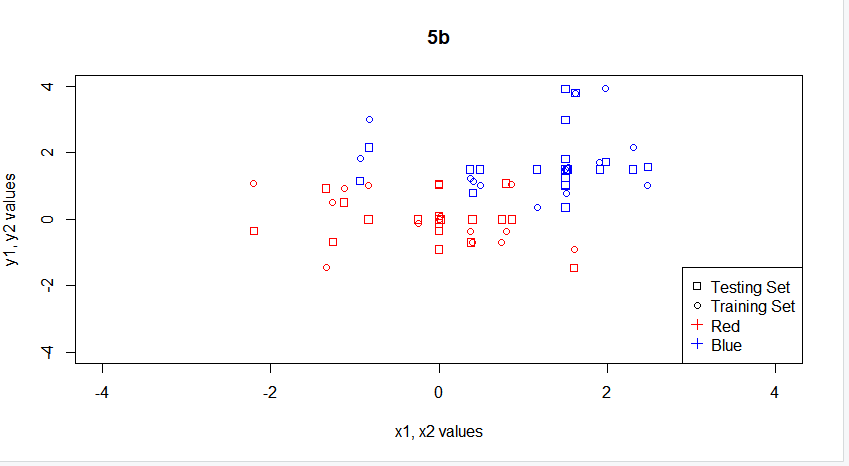 5b
y1, y2 values
4
2
0
-2
-4
Testing Set
Training Set
Red
Blue
-4 -2 0 2 4
x1, x2 values